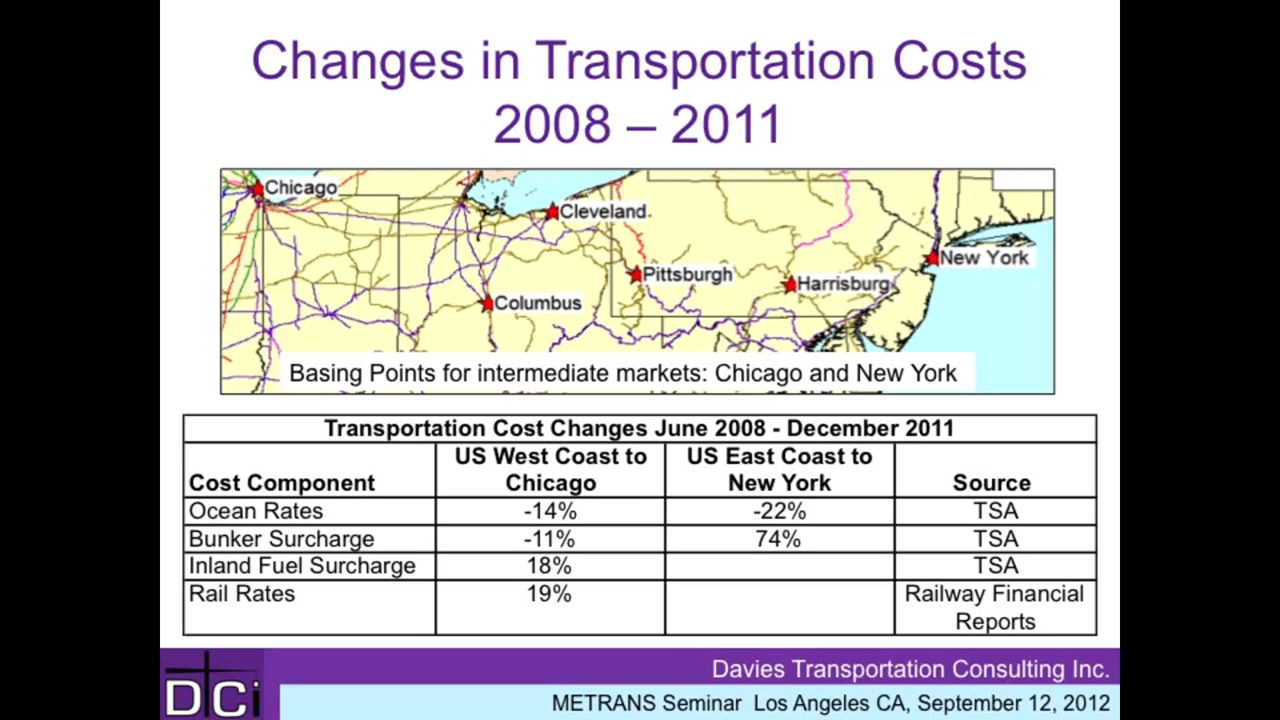 Changes in Transportation Costs
2008 – 2011
Chicago
Cleveland
New York
Pittsburgh
Harrisburg
Columbus
Basing Points for intermediate markets: Chicago and New York
Transportation Cost Changes June 2008 - December 2011
Cost Component US West Coast to Chicago US East Coast to New York Source
Ocean Rates -14% -22% TSA
Bunker Surcharge -11% 74% TSA
Inland Fuel Surcharge 18% TSA
Rail Rates 19% Railway Financial Reports
Davies Transportation Consulting Inc.
DTCi
METRANS Seminar Los Angeles CA, September 12, 2012